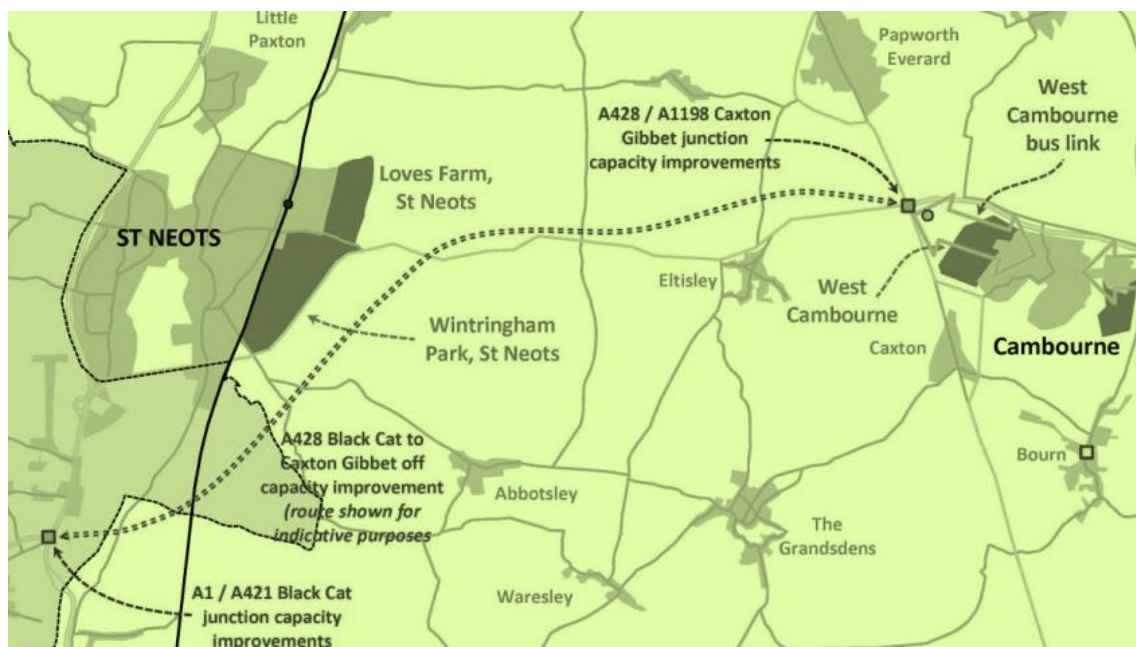 Little
Paxton
Papworth
Everard
West
Cambourne
bus link
A428 / A1198 Caxton
Gibbet junction
capacity improvements
Loves Farm,
St Neots
ST NEOTS
Eltisley
West
Cambourne
Wintringham
Park, St Neots
Caxton
Cambourne
A428 Black Cat to
Caxton Gibbet off
capacity improvement
(route shown for
indicative purposes
Abbotsley
Bourn
The
Grandsdens
Waresley
A1 / A421 Black Cat
junction capacity
improvements